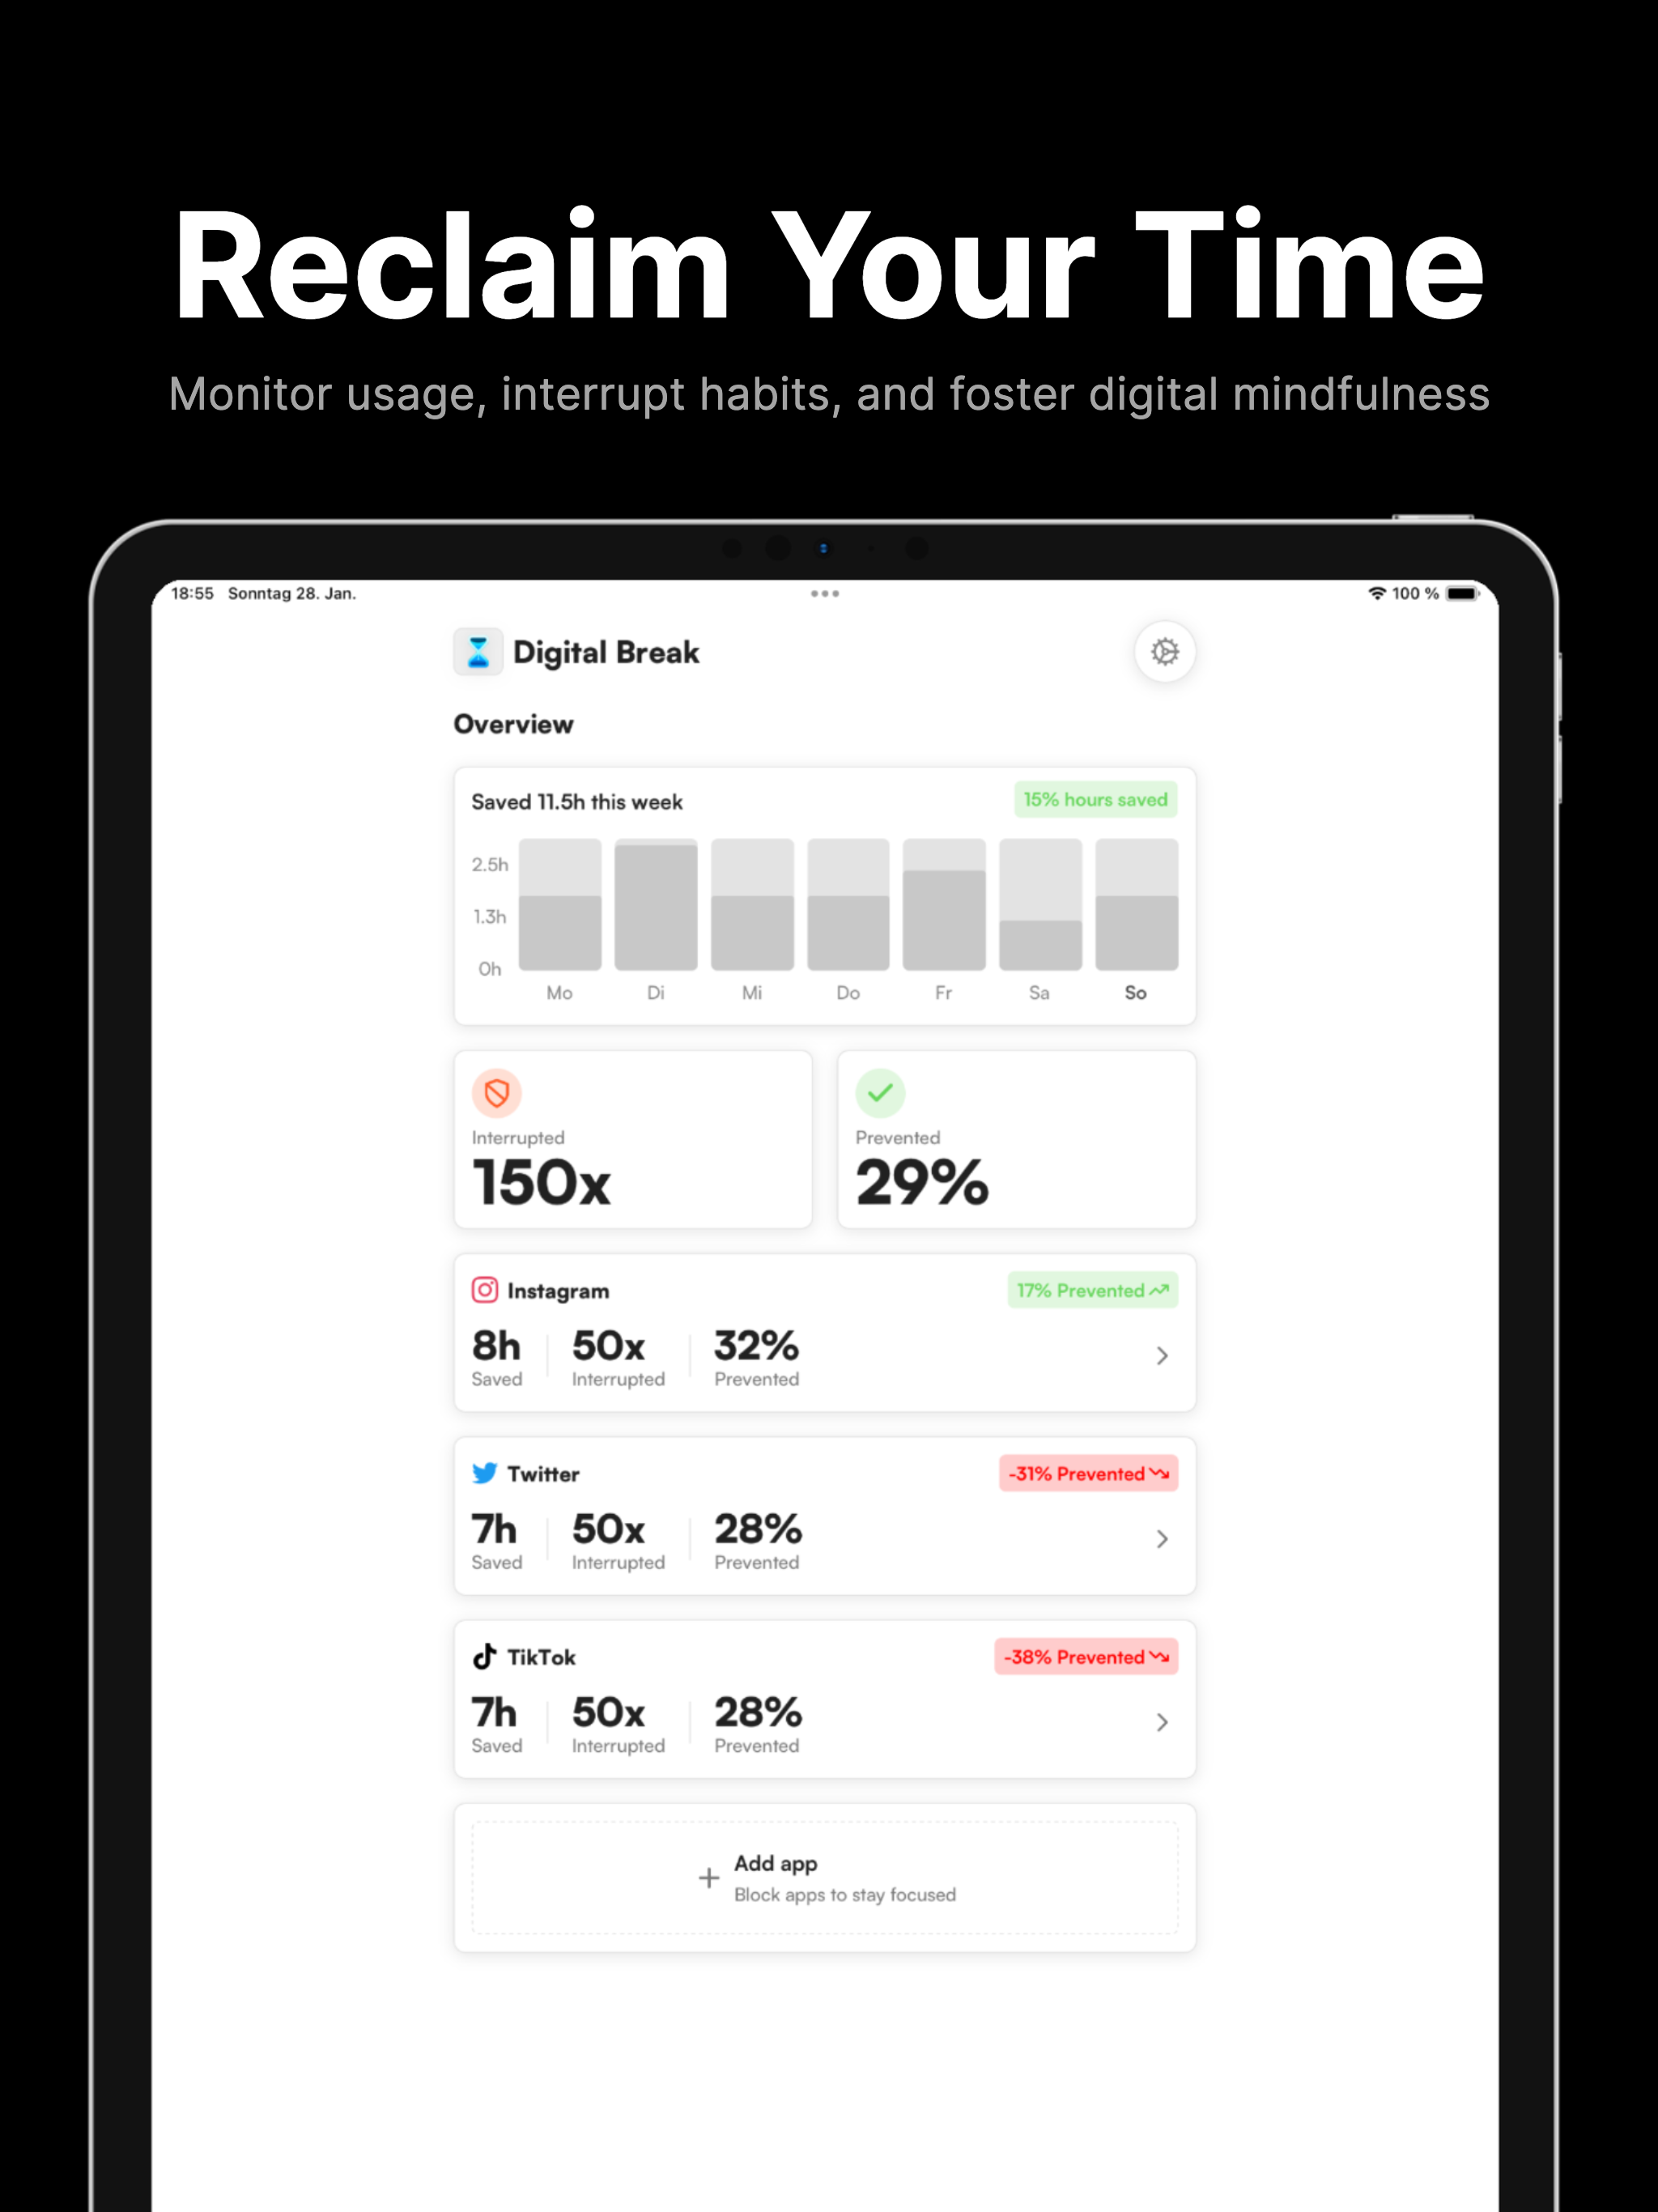 Reclaim Your Time
Monitor usage, interrupt habits, and foster digital mindfulness
18:55 Sonntag 28. Jan.
100 %
Digital Break
Overview
Saved 11.5h this week
15% hours saved
2.5h
1.3h
0h
Mo Di Mi Do Fr Sa So
Interrupted
150x
Prevented
29%
Instagram
17% Prevented
8h 50x 32%
Saved Interrupted Prevented
Twitter
-31% Prevented
7h 50x 28%
Saved Interrupted Prevented
TikTok
-38% Prevented
7h 50x 28%
Saved Interrupted Prevented
Add app
Block apps to stay focused